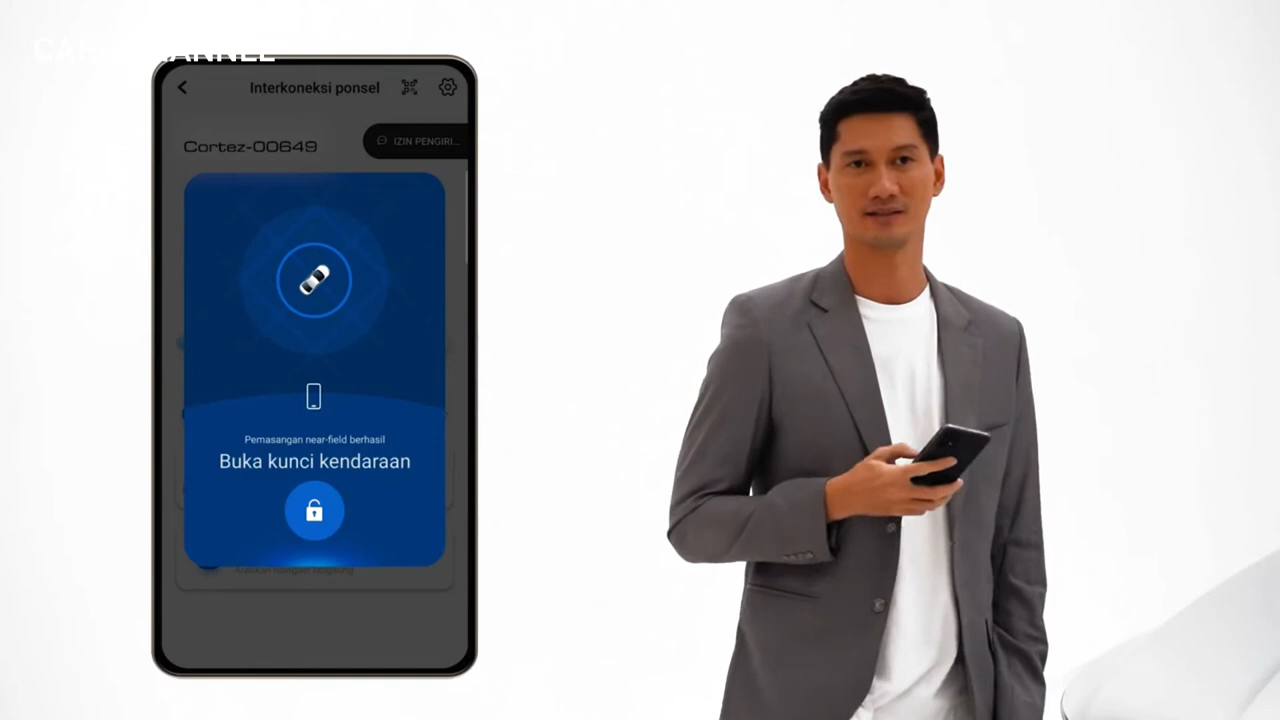 Interkoneksi ponsel
Cortez-00649
IZIN PENGIRI...
Pemasangan near-field berhasil
Buka kunci kendaraan